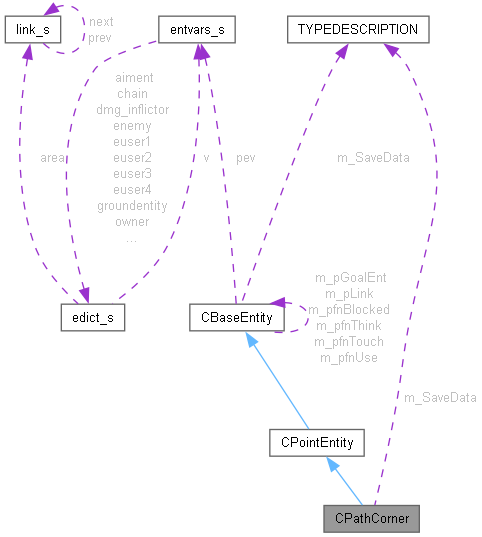 link_s
next
prev
entvars_s
TYPEDESCRIPTION
aiment
chain
dmg_inflictor
enemy
euser1
euser2
euser3
euser4
groundentity
owner
...
area
v
pev
m_SaveData
edict_s
CBaseEntity
m_pGoalEnt
m_pLink
m_pfnBlocked
m_pfnThink
m_pfnTouch
m_pfnUse
m_SaveData
CPointEntity
CPathCorner